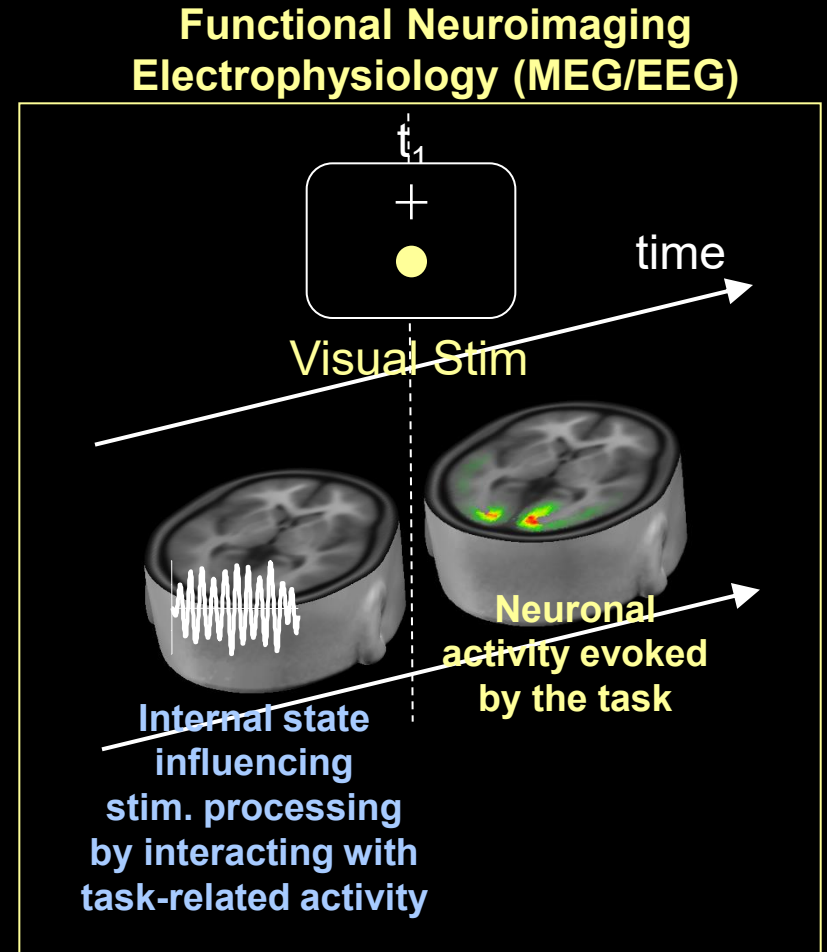 Functional Neuroimaging
Electrophysiology (MEG/EEG)
t₁
time
Visual Stim
Neuronal
activity evoked
by the task
Internal state
influencing
stim. processing
by interacting with
task-related activity